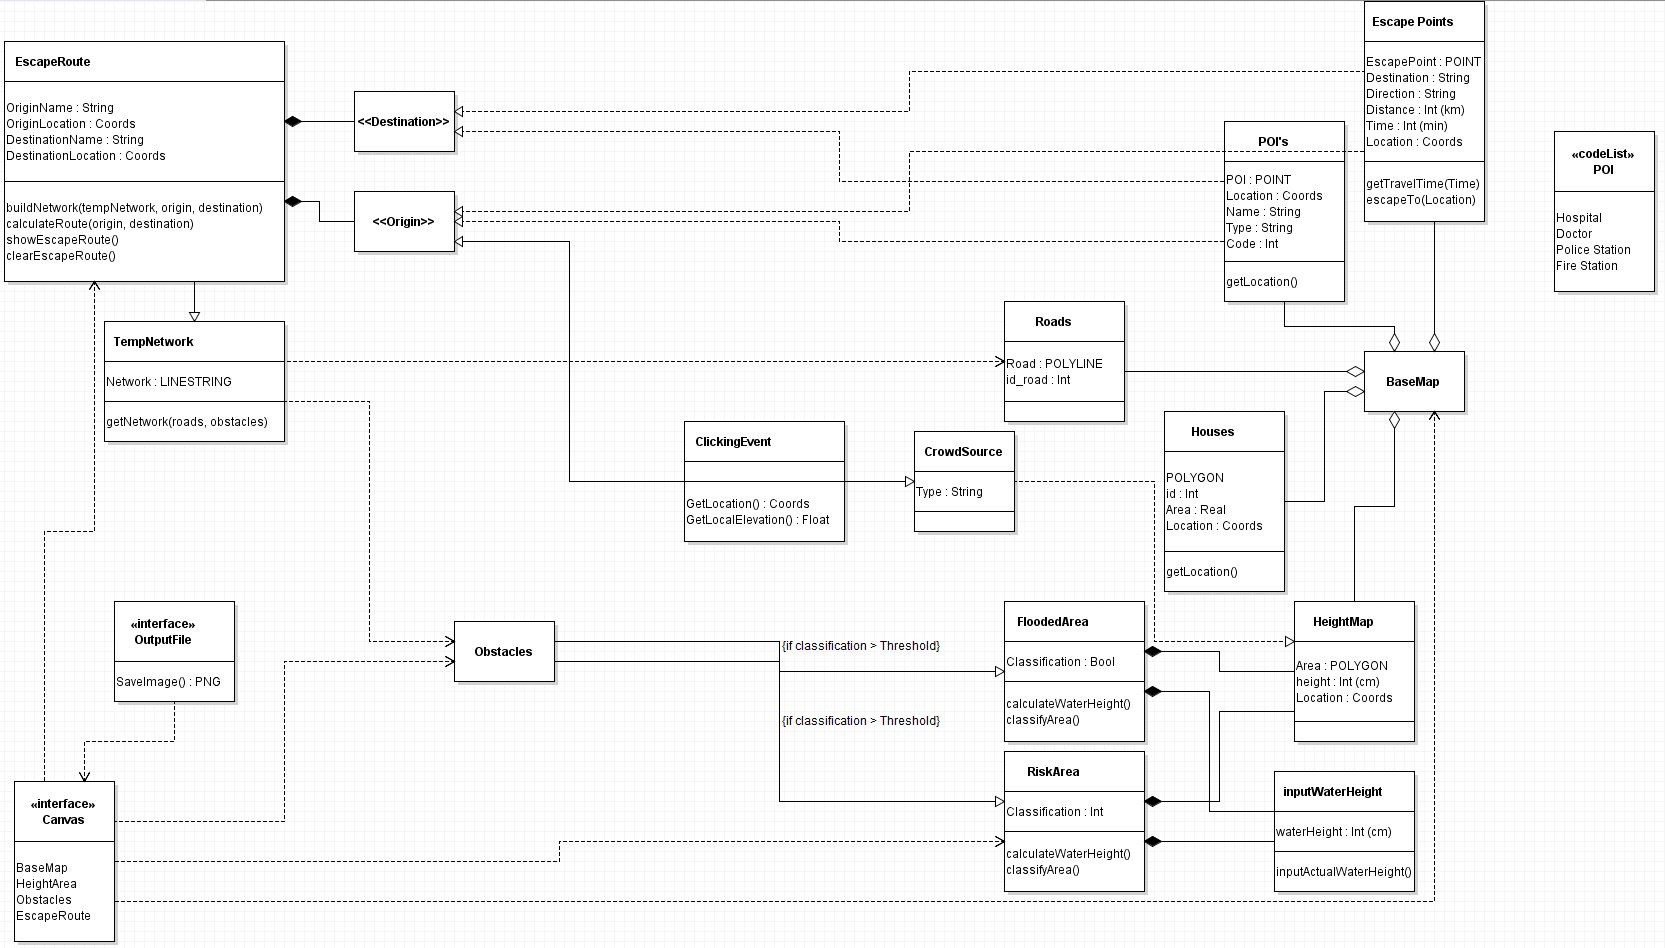 EscapeRoute
OriginName : String
OriginLocation : Coords
DestinationName : String
DestinationLocation : Coords
buildNetwork(tempNetwork, origin, destination)
calculateRoute(origin, destination)
showEscapeRoute()
clearEscapeRoute()
<<Destination>>
<<Origin>>
Escape Points
EscapePoint : POINT
Destination : String
Direction : String
Distance : Int (km)
Time : Int (min)
Location : Coords
getTravelTime(Time)
escapeTo(Location)
POI's
POI : POINT
Location : Coords
Name : String
Type : String
Code : Int
getLocation()
«codeList»
POI
Hospital
Doctor
Police Station
Fire Station
TempNetwork
Network : LINESTRING
getNetwork(roads, obstacles)
Roads
Road : POLYLINE
id_road : Int
BaseMap
ClickingEvent
GetLocation() : Coords
GetLocalElevation() : Float
CrowdSource
Type : String
Houses
POLYGON
id : Int
Area : Real
Location : Coords
getLocation()
«interface»
OutputFile
SaveImage() : PNG
Obstacles
{if classification > Threshold}
{if classification > Threshold}
FloodedArea
Classification : Bool
calculateWaterHeight()
classifyArea()
HeightMap
Area : POLYGON
height : Int (cm)
Location : Coords
RiskArea
Classification : Int
calculateWaterHeight()
classifyArea()
inputWaterHeight
waterHeight : Int (cm)
inputActualWaterHeight()
«interface»
Canvas
BaseMap
HeightArea
Obstacles
EscapeRoute